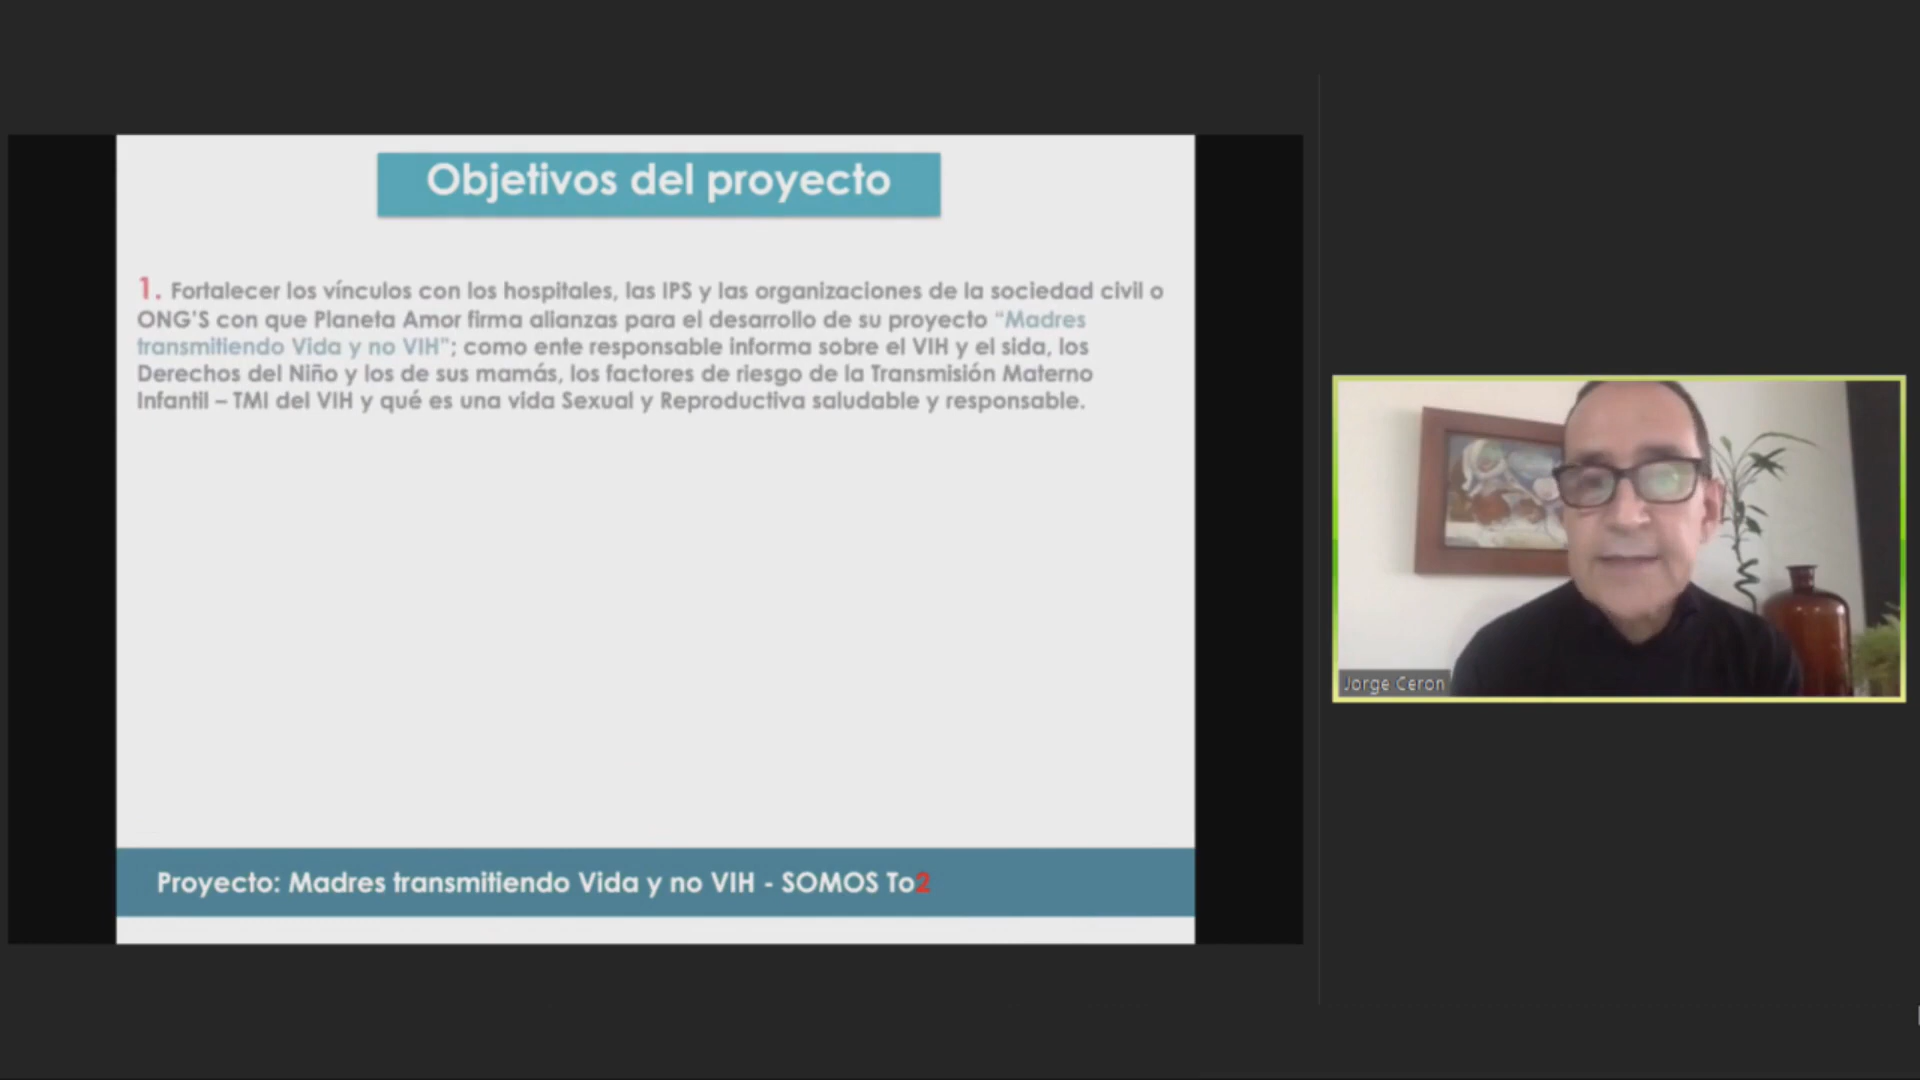 Objetivos del proyecto
1. Fortalecer los vínculos con los hospitales, las IPS y las organizaciones de la sociedad civil o
ONG'S con que Planeta Amor firma alianzas para el desarrollo de su proyecto “Madres
transmitiendo Vida y no VIH”; como ente responsable informa sobre el VIH y el sida, los
Derechos del Niño y los de sus mamás, los factores de riesgo de la Transmisión Materno
Infantil – TMI del VIH y qué es una vida Sexual y Reproductiva saludable y responsable.
Proyecto: Madres transmitiendo Vida y no VIH - SOMOS To2
Jorge Ceron